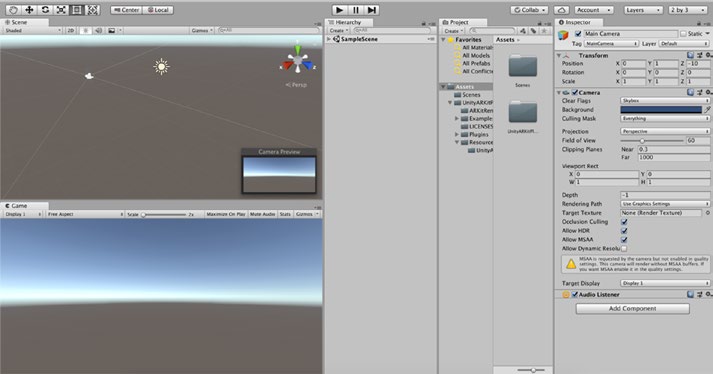 Center Local
Collab Account Layers 2 by 3
Scene
Shaded 2D Gizmos All
Persp
Camera Preview
Game
Display 1 Free Aspect Scale 2x Maximize On Play Mute Audio Stats Gizmos
Hierarchy
Create All
SampleScene
Project
Create
Favorites
All Material
All Models
All Prefabs
All Conflic
Assets
Scenes
UnityARKitP
ARKitRem
Example
LICENSES
Plugins
Resource
UnityA
Assets
Scenes
UnityARKitPl...
Inspector
Main Camera Static
Tag MainCamera Layer Default
Transform
Position X 0 Y 1 Z -10
Rotation X 0 Y 0 Z 0
Scale X 1 Y 1 Z 1
Camera
Clear Flags Skybox
Background
Culling Mask Everything
Projection Perspective
Field of View 60
Clipping Planes Near 0.3
Far 1000
Viewport Rect
X 0 Y 0
W 1 H 1
Depth -1
Rendering Path Use Graphics Settings
Target Texture None (Render Texture)
Occlusion Culling
Allow HDR
Allow MSAA
Allow Dynamic Resolu
MSAA is requested by the camera but not enabled in quality
settings. This camera will render without MSAA buffers. If
you want MSAA enable it in the quality settings.
Target Display Display 1
Audio Listener
Add Component